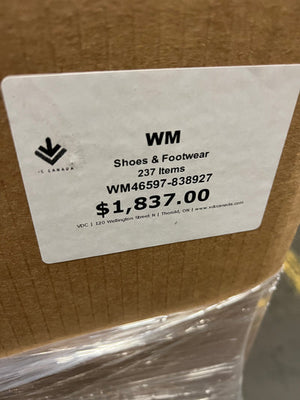 WM
Shoes & Footwear
237 Items
WM46597-838927
$1,837.00
VDC | 120 Wellington Street N | Thorold, ON | www.vdccanada.com
C CANADA